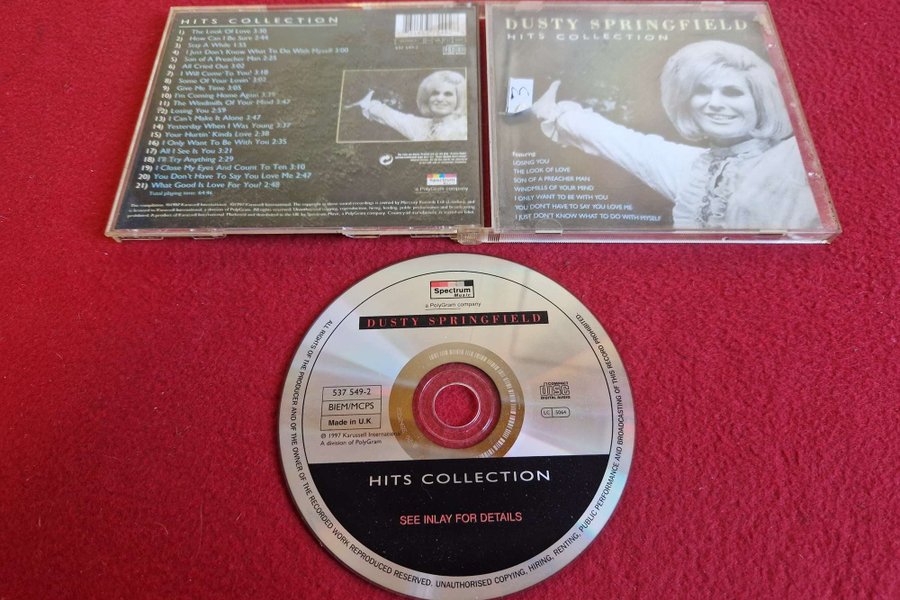 HITS COLLECTION
1) The Look Of Love 3:30
2) How Can I Be Sure 2:44
3) Stay A While 1:55
4) I Just Don't Know What To Do With Myself 3:00
5) Son of A Preacher Man 2:25
6) All Cried Out 3:02
7) I Will Come To You! 3:18
8) Some Of Your Lovin' 3:02
9) Give Me Time 3:05
10) I'm Coming Home Again 3:39
11) The Windmills Of Your Mind 3:47
12) Losing You 2:59
13) I Can't Make It Alone 3:47
14) Yesterday When I Was Young 3:37
15) Your Hurtin' Kinda Love 2:38
16) I Only Want To Be With You 2:35
17) All I See Is You 3:21
18) I'll Try Anything 2:29
19) I Close My Eyes And Count To Ten 3:10
20) You Don't Have To Say You Love Me 2:47
21) What Good Is Love For You? 2:48
Total playing time:
537 549-2
Spectrum
a PolyGram company
DUSTY SPRINGFIELD
HITS COLLECTION
Featuring
LOSING YOU
THE LOOK OF LOVE
SON OF A PREACHER MAN
WINDMILLS OF YOUR MIND
I ONLY WANT TO BE WITH YOU
YOU DON'T HAVE TO SAY YOU LOVE ME
I JUST DON'T KNOW WHAT TO DO WITH MYSELF
Spectrum
Music
a PolyGram company
DUSTY SPRINGFIELD
537 549-2
BIEM/MCPS
Made in U.K
COMPACT
disc
DIGITAL AUDIO
LC 5064
℗ 1997 Karussell International
A division of PolyGram
HITS COLLECTION
SEE INLAY FOR DETAILS
ALL RIGHTS OF THE PRODUCER AND OF THE OWNER OF THE RECORDED WORK REPRODUCED RESERVED. UNAUTHORISED COPYING, HIRING, RENTING, PUBLIC PERFORMANCE AND BROADCASTING OF THIS RECORD PROHIBITED.